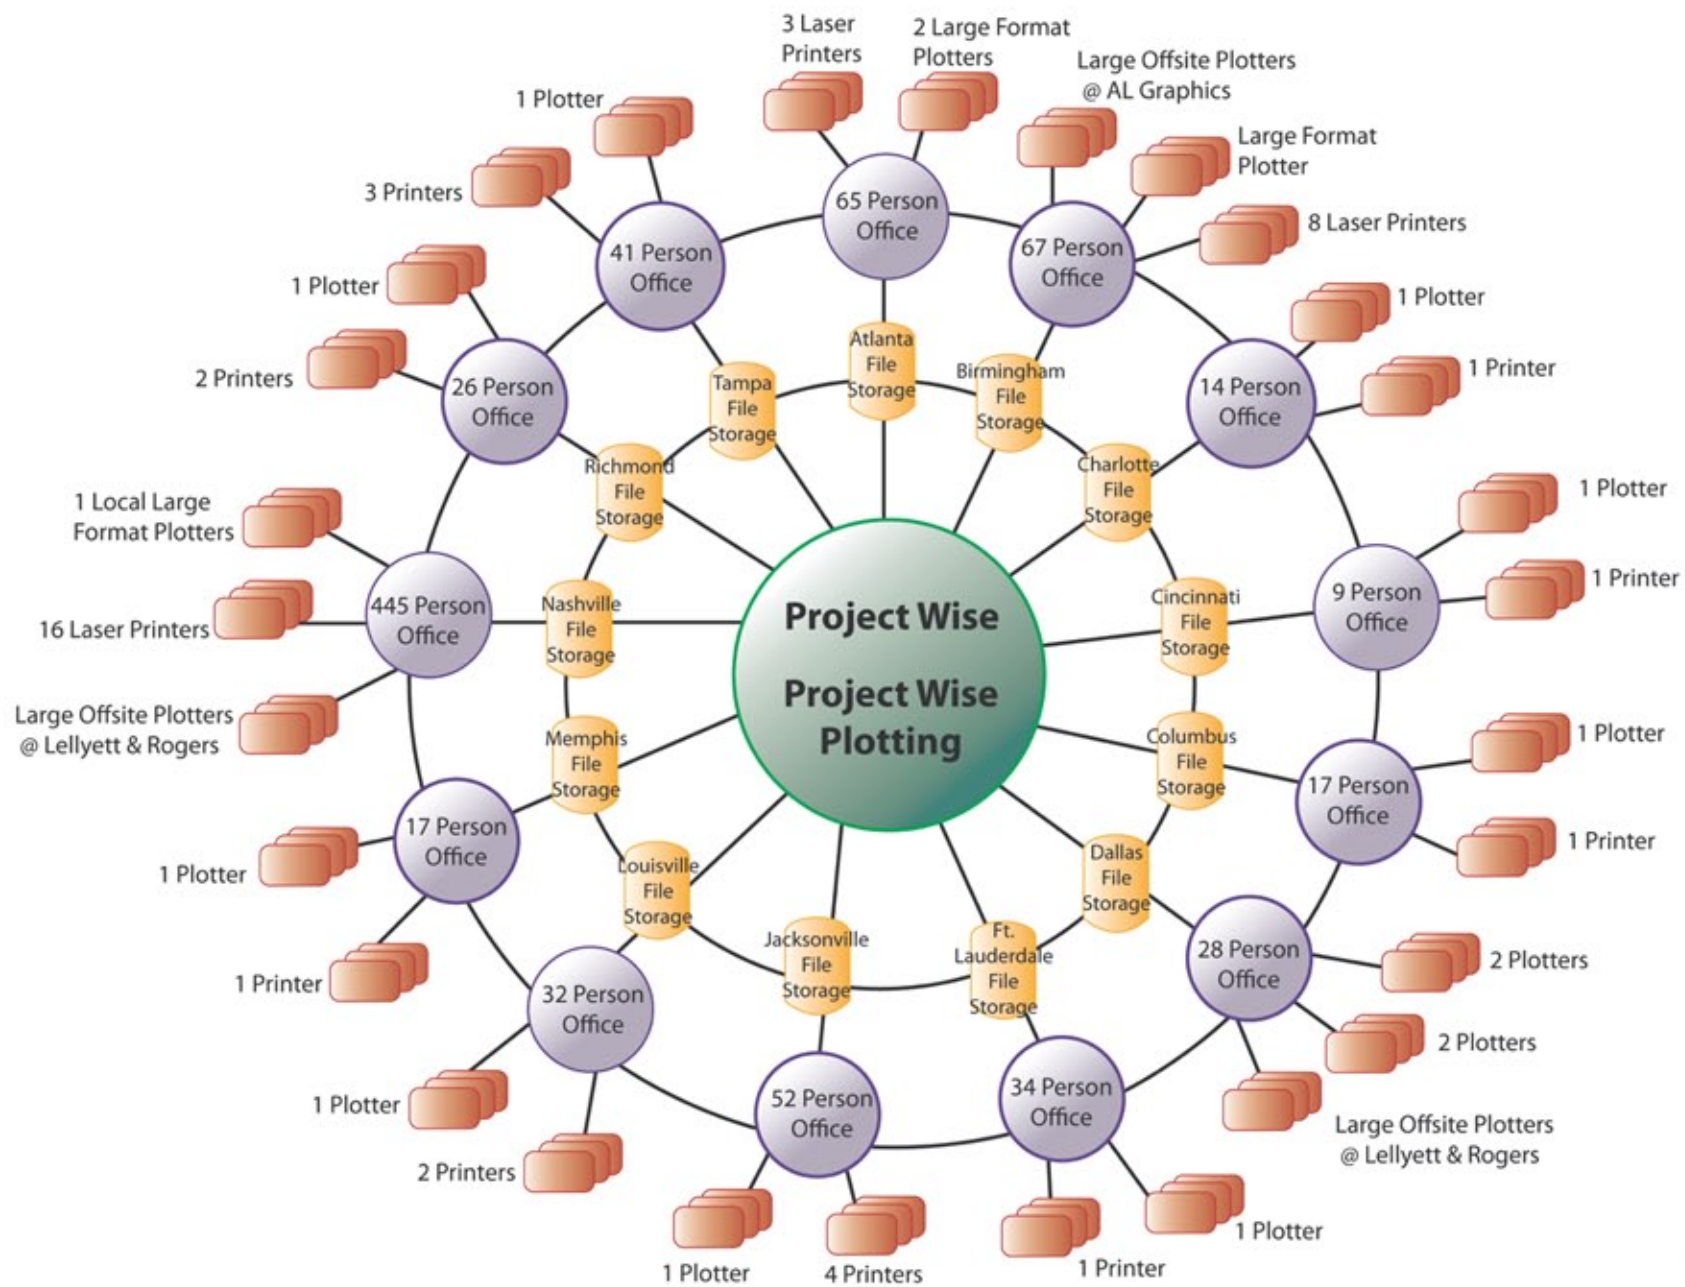 3 Laser
Printers
2 Large Format
Plotters
Large Offsite Plotters
@ AL Graphics
Large Format
Plotter
8 Laser Printers
1 Plotter
3 Printers
1 Plotter
2 Printers
1 Plotter
1 Printer
1 Plotter
1 Printer
1 Plotter
1 Printer
2 Plotters
2 Plotters
Large Offsite Plotters
@ Lellyett & Rogers
1 Plotter
1 Printer
4 Printers
1 Plotter
2 Printers
1 Plotter
1 Printer
1 Plotter
Large Offsite Plotters
@ Lellyett & Rogers
16 Laser Printers
1 Local Large
Format Plotters
65 Person
Office
67 Person
Office
14 Person
Office
9 Person
Office
17 Person
Office
28 Person
Office
34 Person
Office
52 Person
Office
32 Person
Office
17 Person
Office
445 Person
Office
26 Person
Office
41 Person
Office
Atlanta
File
Storage
Birmingham
File
Storage
Charlotte
File
Storage
Cincinnati
File
Storage
Columbus
File
Storage
Dallas
File
Storage
Ft.
Lauderdale
File
Storage
Jacksonville
File
Storage
Louisville
File
Storage
Memphis
File
Storage
Nashville
File
Storage
Richmond
File
Storage
Tampa
File
Storage
Project Wise
Project Wise
Plotting